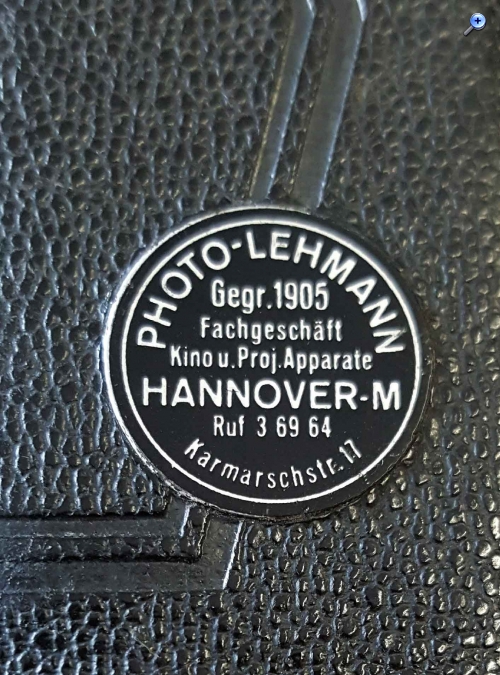 PHOTO-LEHMANN
Gegr.1905
Fachgeschäft
Kino u.Proj.Apparate
HANNOVER-M
Ruf 3 69 64
Karmarschstr.17